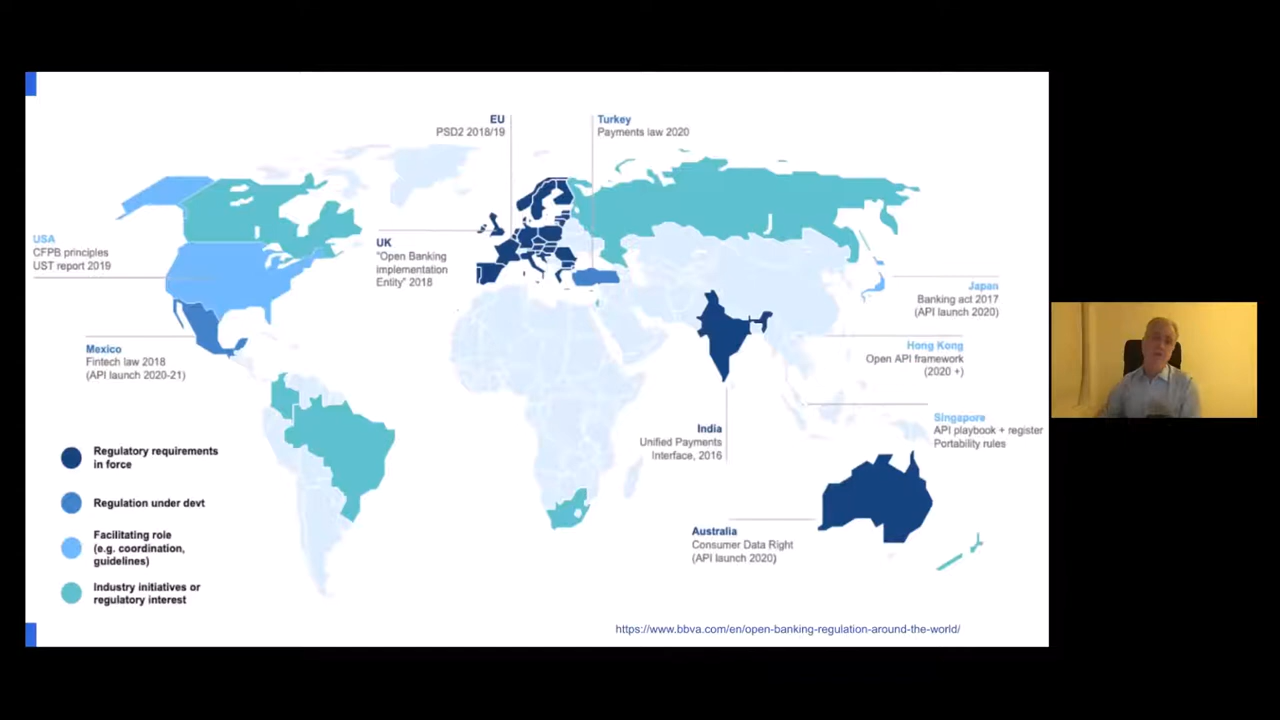 EU
PSD2 2018/19
Turkey
Payments law 2020
USA
CFPB principles
UST report 2019
UK
"Open Banking
implementation
Entity" 2018
Japan
Banking act 2017
(API launch 2020)
Mexico
Fintech law 2018
(API launch 2020-21)
Hong Kong
Open API framework
(2020 +)
Singapore
API playbook + register
Portability rules
India
Unified Payments
Interface, 2016
Australia
Consumer Data Right
(API launch 2020)
Regulatory requirements
in force
Regulation under devt
Facilitating role
(e.g. coordination,
guidelines)
Industry initiatives or
regulatory interest
https://www.bbva.com/en/open-banking-regulation-around-the-world/